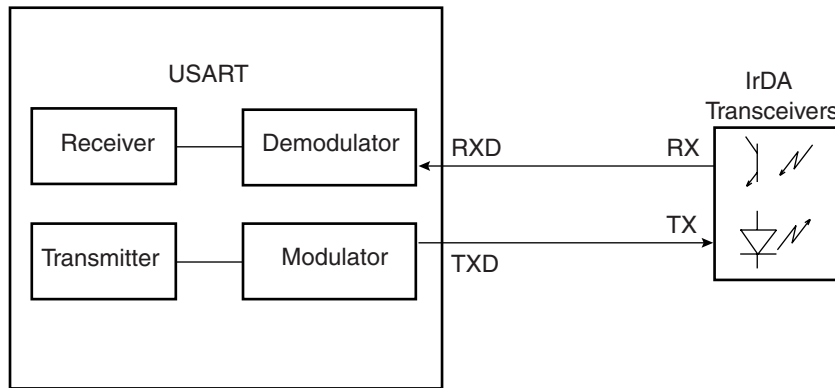 USART
IrDA
Transceivers
Receiver
Demodulator
RXD
RX
Transmitter
Modulator
TXD
TX